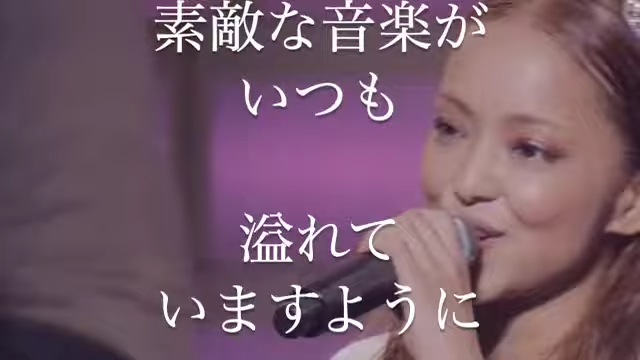 素敵な音楽が
いつも
溢れて
いますように